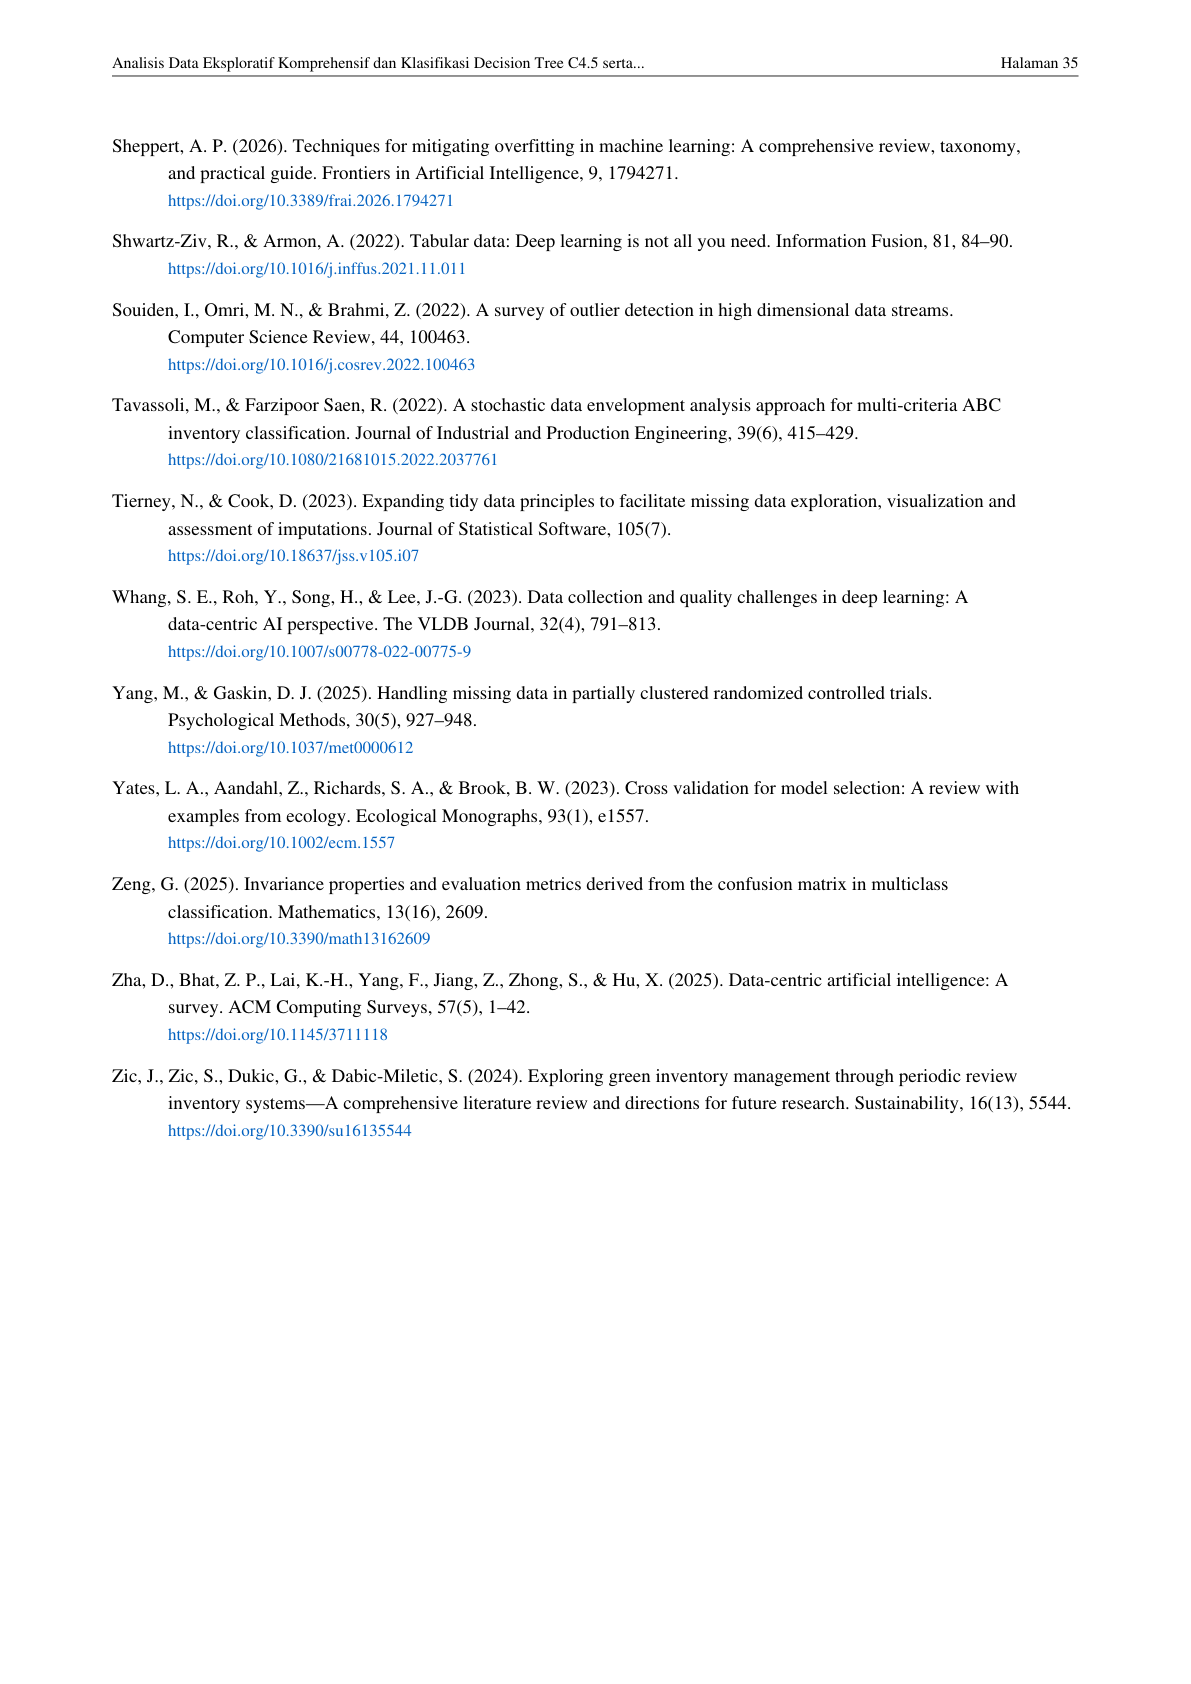 Analisis Data Eksploratif Komprehensif dan Klasifikasi Decision Tree C4.5 serta... Halaman 35
Sheppert, A. P. (2026). Techniques for mitigating overfitting in machine learning: A comprehensive review, taxonomy,
and practical guide. Frontiers in Artificial Intelligence, 9, 1794271.
https://doi.org/10.3389/frai.2026.1794271
Shwartz-Ziv, R., & Armon, A. (2022). Tabular data: Deep learning is not all you need. Information Fusion, 81, 84–90.
https://doi.org/10.1016/j.inffus.2021.11.011
Souiden, I., Omri, M. N., & Brahmi, Z. (2022). A survey of outlier detection in high dimensional data streams.
Computer Science Review, 44, 100463.
https://doi.org/10.1016/j.cosrev.2022.100463
Tavassoli, M., & Farzipoor Saen, R. (2022). A stochastic data envelopment analysis approach for multi-criteria ABC
inventory classification. Journal of Industrial and Production Engineering, 39(6), 415–429.
https://doi.org/10.1080/21681015.2022.2037761
Tierney, N., & Cook, D. (2023). Expanding tidy data principles to facilitate missing data exploration, visualization and
assessment of imputations. Journal of Statistical Software, 105(7).
https://doi.org/10.18637/jss.v105.i07
Whang, S. E., Roh, Y., Song, H., & Lee, J.-G. (2023). Data collection and quality challenges in deep learning: A
data-centric AI perspective. The VLDB Journal, 32(4), 791–813.
https://doi.org/10.1007/s00778-022-00775-9
Yang, M., & Gaskin, D. J. (2025). Handling missing data in partially clustered randomized controlled trials.
Psychological Methods, 30(5), 927–948.
https://doi.org/10.1037/met0000612
Yates, L. A., Aandahl, Z., Richards, S. A., & Brook, B. W. (2023). Cross validation for model selection: A review with
examples from ecology. Ecological Monographs, 93(1), e1557.
https://doi.org/10.1002/ecm.1557
Zeng, G. (2025). Invariance properties and evaluation metrics derived from the confusion matrix in multiclass
classification. Mathematics, 13(16), 2609.
https://doi.org/10.3390/math13162609
Zha, D., Bhat, Z. P., Lai, K.-H., Yang, F., Jiang, Z., Zhong, S., & Hu, X. (2025). Data-centric artificial intelligence: A
survey. ACM Computing Surveys, 57(5), 1–42.
https://doi.org/10.1145/3711118
Zic, J., Zic, S., Dukic, G., & Dabic-Miletic, S. (2024). Exploring green inventory management through periodic review
inventory systems—A comprehensive literature review and directions for future research. Sustainability, 16(13), 5544.
https://doi.org/10.3390/su16135544